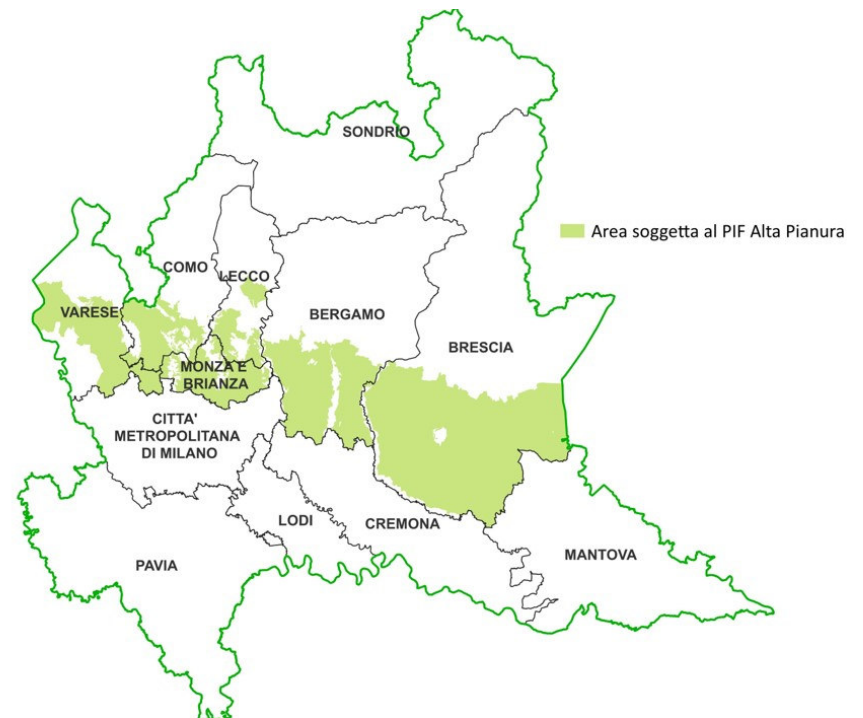 SONDRIO
Area soggetta al PIF Alta Pianura
COMO
LECCO
VARESE
BERGAMO
BRESCIA
MONZA E
BRIANZA
CITTA'
METROPOLITANA
DI MILANO
LODI
CREMONA
MANTOVA
PAVIA